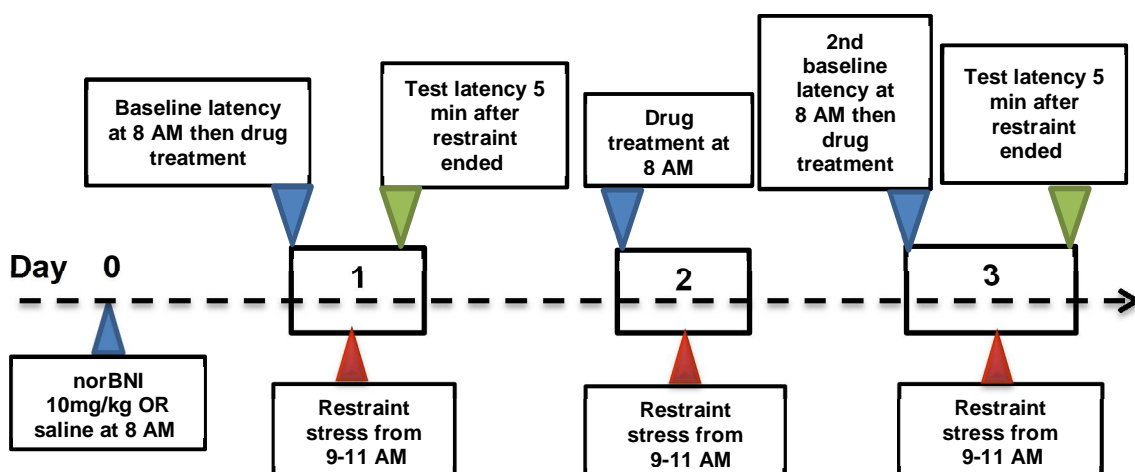 Baseline latency
at 8 AM then drug
treatment
Test latency 5
min after
restraint
ended
Drug
treatment at
8 AM
2nd
baseline
latency at
8 AM then
drug
treatment
Test latency 5
min after
restraint
ended
Day 0
1
2
3
norBNI
10mg/kg OR
saline at 8 AM
Restraint
stress from
9-11 AM
Restraint
stress from
9-11 AM
Restraint
stress from
9-11 AM